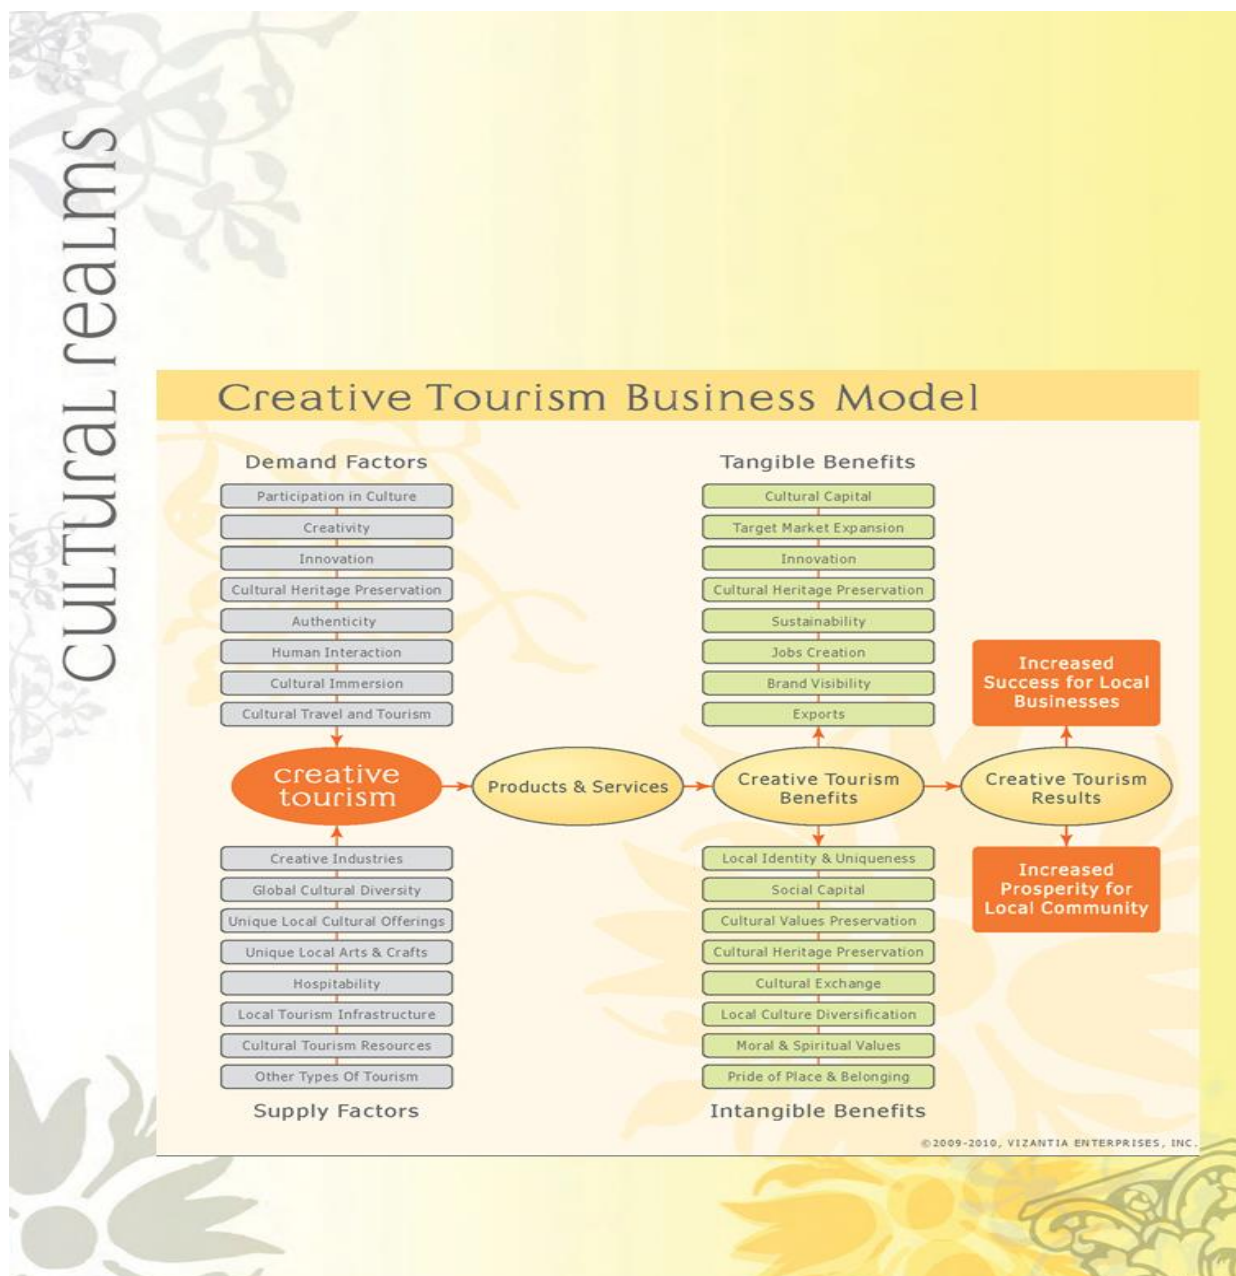 cultural realms
Creative Tourism Business Model
Demand Factors
Participation in Culture
Creativity
Innovation
Cultural Heritage Preservation
Authenticity
Human Interaction
Cultural Immersion
Cultural Travel and Tourism
creative
tourism
Creative Industries
Global Cultural Diversity
Unique Local Cultural Offerings
Unique Local Arts & Crafts
Hospitability
Local Tourism Infrastructure
Cultural Tourism Resources
Other Types Of Tourism
Supply Factors
Products & Services
Tangible Benefits
Cultural Capital
Target Market Expansion
Innovation
Cultural Heritage Preservation
Sustainability
Jobs Creation
Brand Visibility
Exports
Creative Tourism
Benefits
Local Identity & Uniqueness
Social Capital
Cultural Values Preservation
Cultural Heritage Preservation
Cultural Exchange
Local Culture Diversification
Moral & Spiritual Values
Pride of Place & Belonging
Intangible Benefits
Increased
Success for Local
Businesses
Creative Tourism
Results
Increased
Prosperity for
Local Community
©2009-2010, VIZANTIA ENTERPRISES, INC.